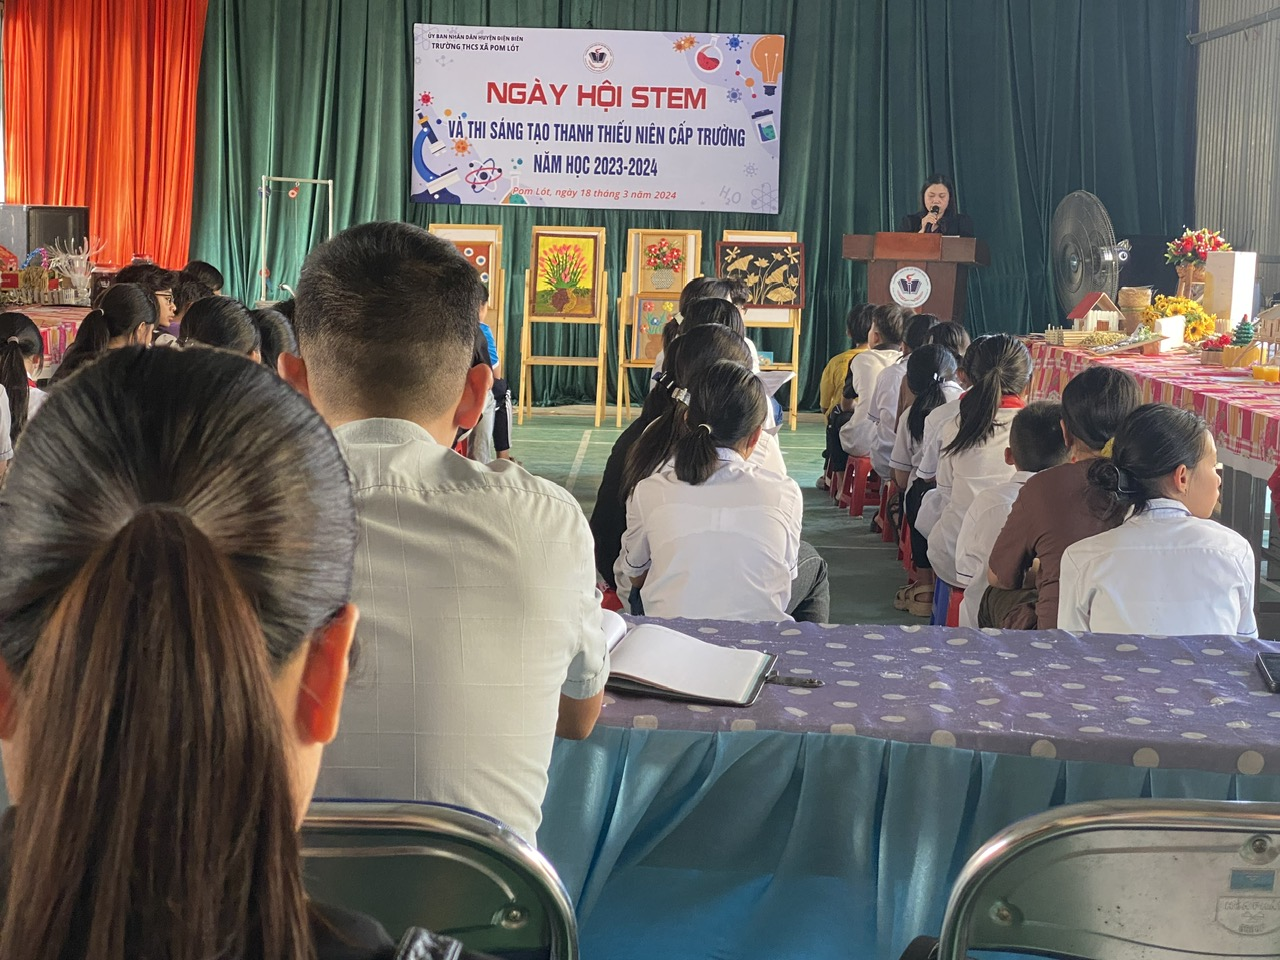 ỦY BAN NHÂN DÂN HUYỆN ĐIỆN BIÊN
TRƯỜNG THCS XÃ POM LÓT
NGÀY HỘI STEM
VÀ THI SÁNG TẠO THANH THIẾU NIÊN CẤP TRƯỜNG
NĂM HỌC 2023-2024
Pom Lót, ngày 18 tháng 3 năm 2024
H₂O